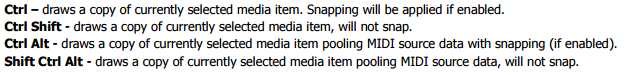 Ctrl – draws a copy of currently selected media item. Snapping will be applied if enabled.
Ctrl Shift - draws a copy of currently selected media item, will not snap.
Ctrl Alt - draws a copy of currently selected media item pooling MIDI source data with snapping (if enabled).
Shift Ctrl Alt - draws a copy of currently selected media item pooling MIDI source data, will not snap.